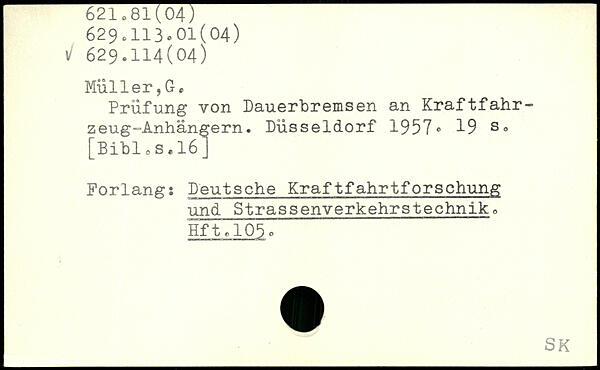 621.81(04)
629.113.01(04)
√ 629.114(04)
Müller,G.
Prüfung von Dauerbremsen an Kraftfahr-
zeug-Anhängern. Düsseldorf 1957. 19 s.
[Bibl.s.16]
Forlang: Deutsche Kraftfahrtforschung
und Strassenverkehrstechnik.
Hft.105.
SK